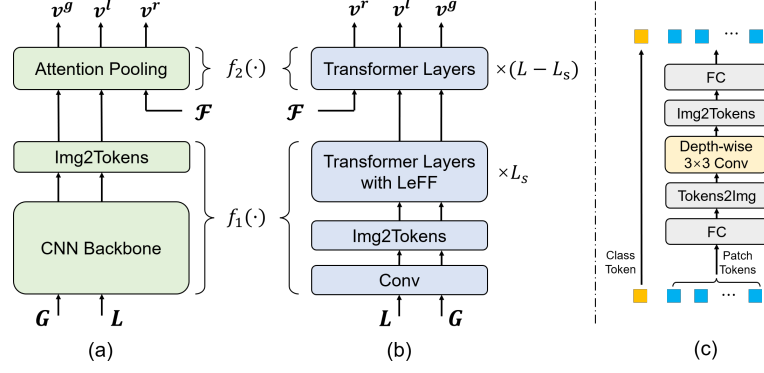 v^g v^l v^r
Attention Pooling
f_2(·)
𝓕
Img2Tokens
f_1(·)
CNN Backbone
G L
(a)
v^r v^l v^g
Transformer Layers
×(L − L_s)
𝓕
Transformer Layers
with LeFF
×L_s
Img2Tokens
Conv
L G
(b)
...
FC
Img2Tokens
Depth-wise
3×3 Conv
Tokens2Img
FC
Class
Token
Patch
Tokens
...
(c)